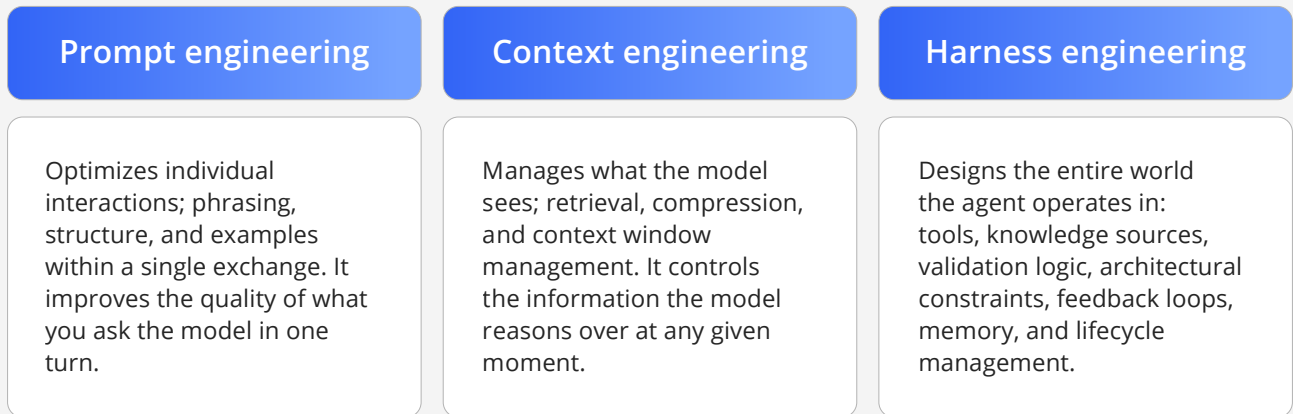 Prompt engineering
Optimizes individual
interactions; phrasing,
structure, and examples
within a single exchange. It
improves the quality of what
you ask the model in one
turn.
Context engineering
Manages what the model
sees; retrieval, compression,
and context window
management. It controls
the information the model
reasons over at any given
moment.
Harness engineering
Designs the entire world
the agent operates in:
tools, knowledge sources,
validation logic, architectural
constraints, feedback loops,
memory, and lifecycle
management.